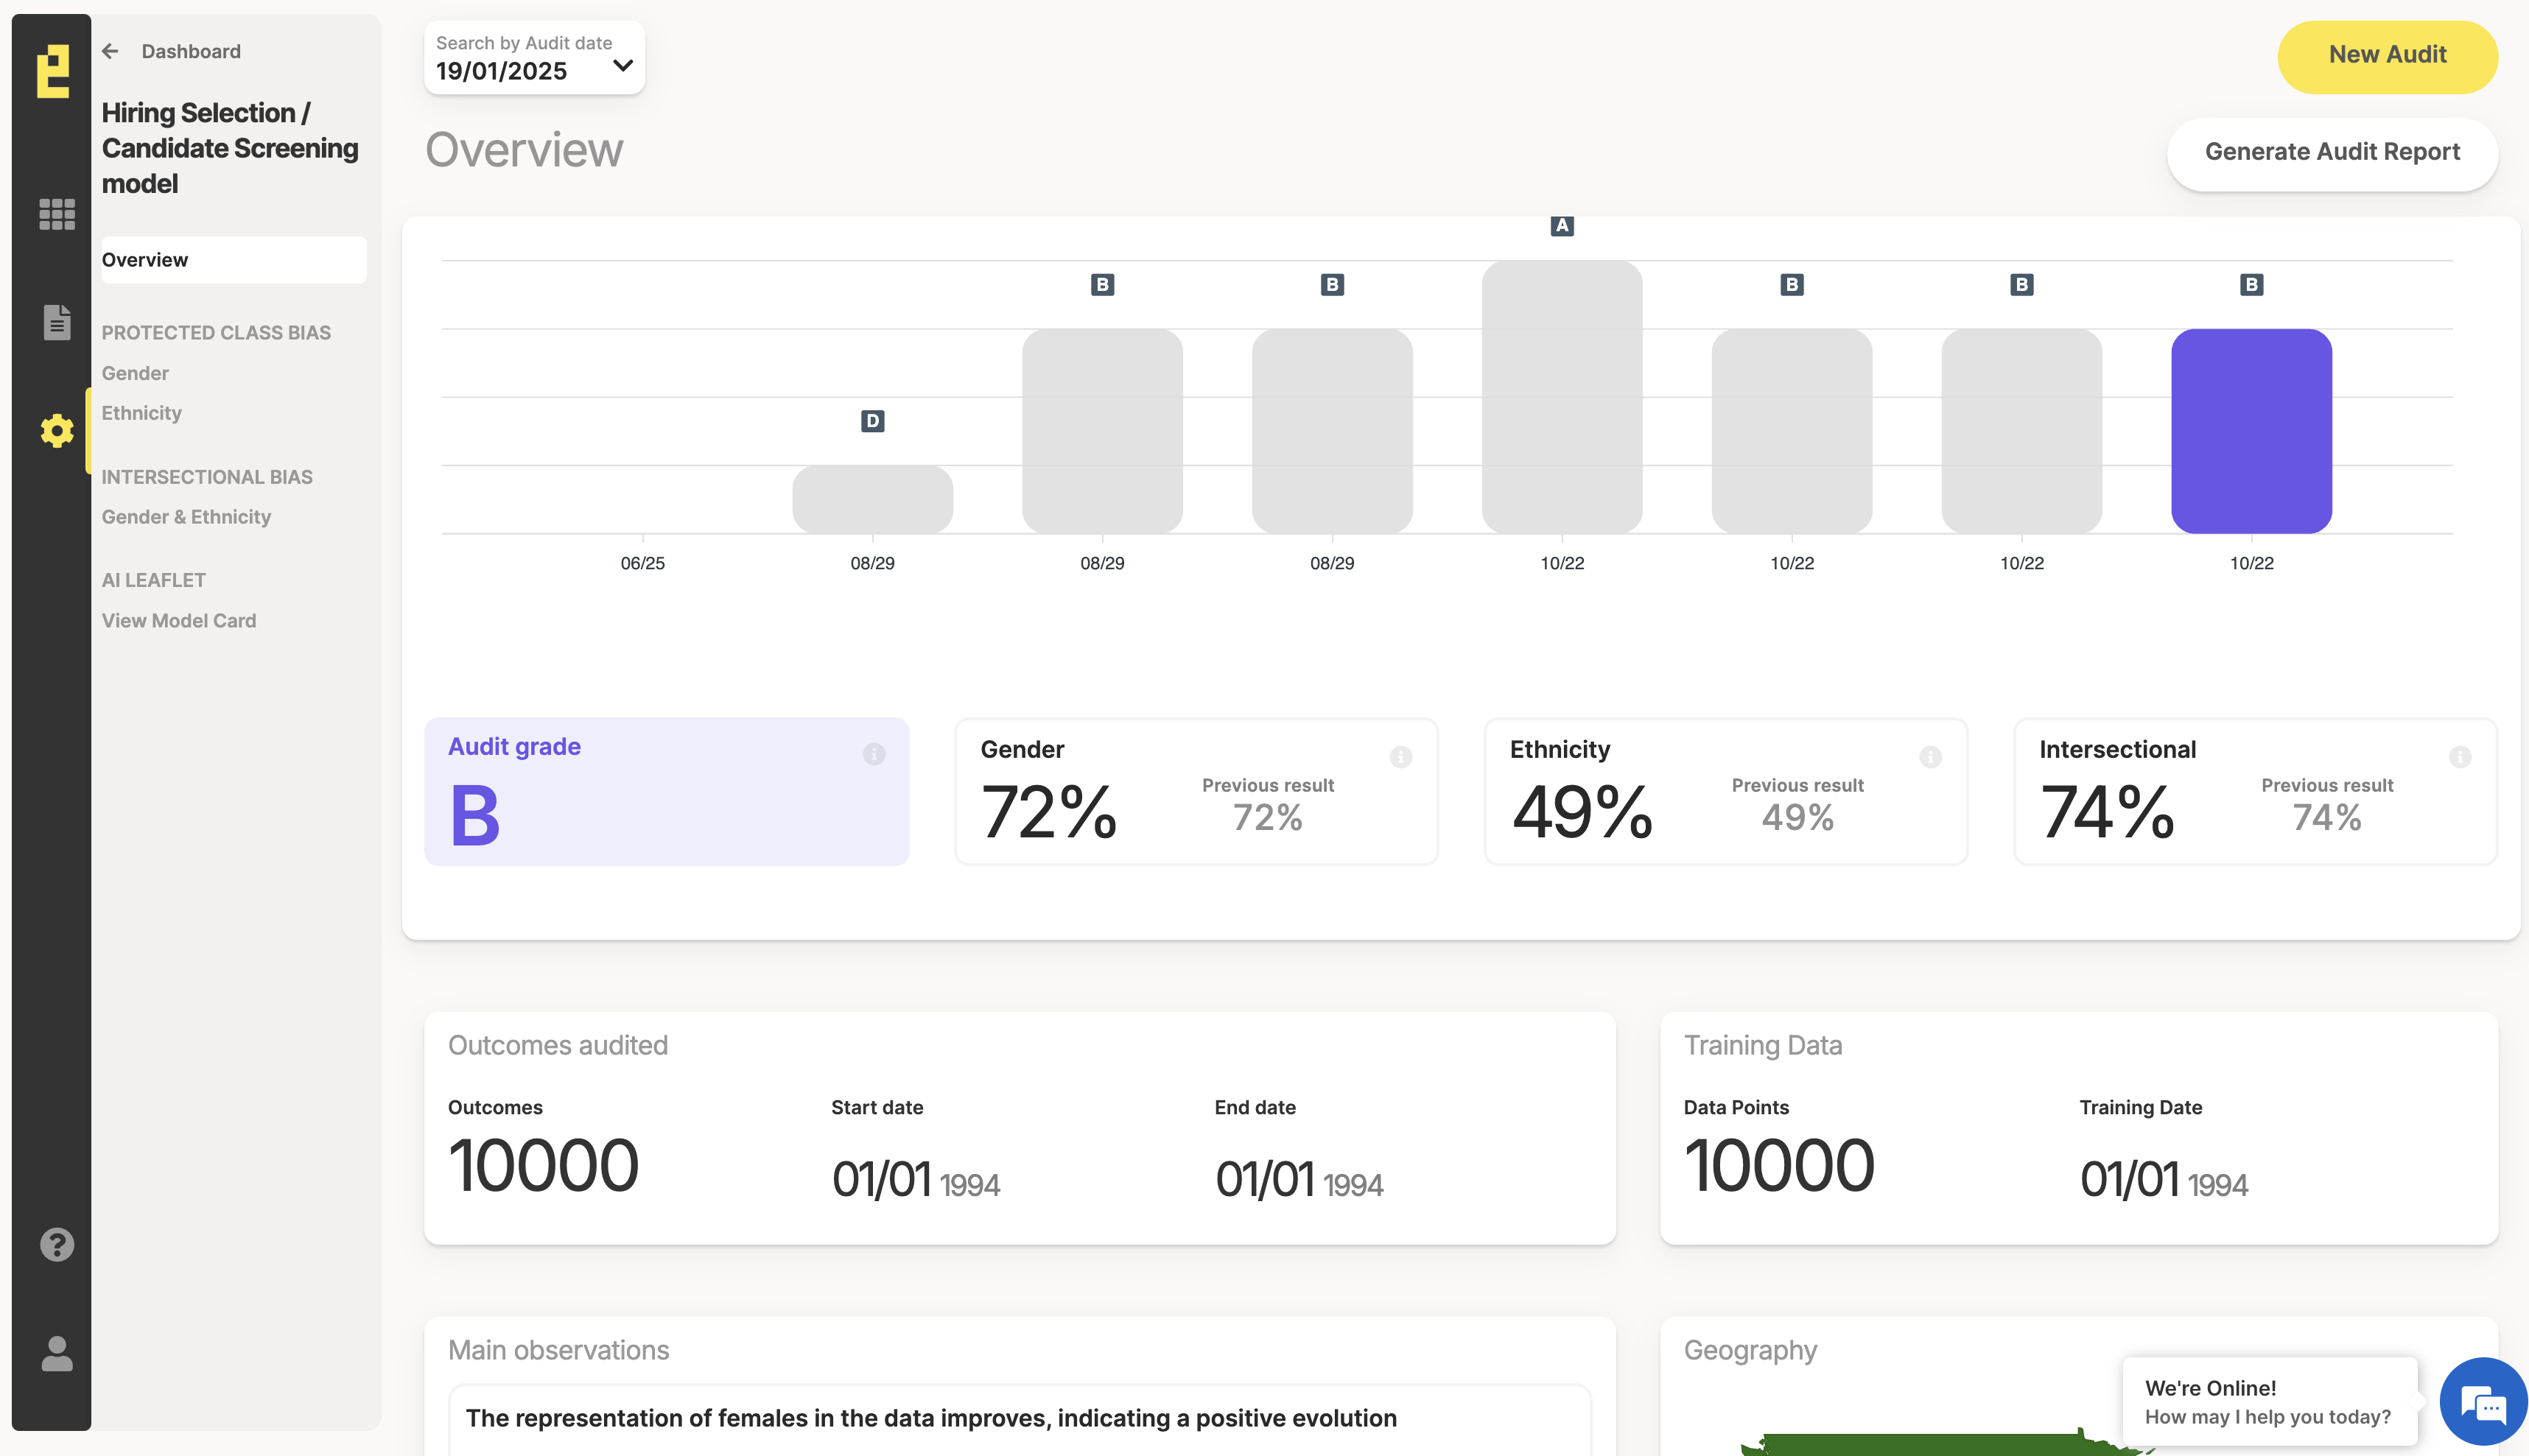 Dashboard
Hiring Selection /
Candidate Screening
model
Overview
PROTECTED CLASS BIAS
Gender
Ethnicity
INTERSECTIONAL BIAS
Gender & Ethnicity
AI LEAFLET
View Model Card
Search by Audit date
19/01/2025
New Audit
Overview
Generate Audit Report
A
B B B B B
D
06/25 08/29 08/29 08/29 10/22 10/22 10/22 10/22
Audit grade
B
Gender
72%
Previous result
72%
Ethnicity
49%
Previous result
49%
Intersectional
74%
Previous result
74%
Outcomes audited
Outcomes
10000
Start date
01/01 1994
End date
01/01 1994
Training Data
Data Points
10000
Training Date
01/01 1994
Main observations
The representation of females in the data improves, indicating a positive evolution
Geography
We're Online!
How may I help you today?